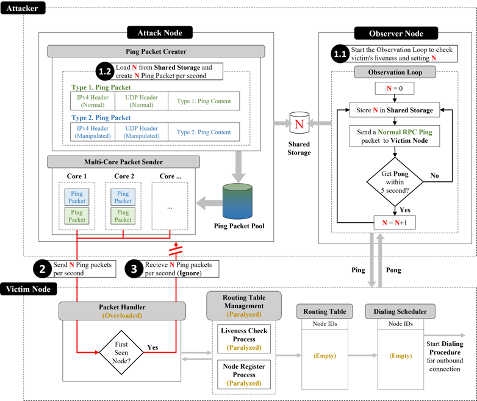 Attacker
Attack Node
Ping Packet Creater
1.2
Load N from Shared Storage and
create N Ping Packet per second
Type 1. Ping Packet
IPv4 Header
(Normal)
UDP Header
(Normal)
Type 1. Ping Content
Type 2. Ping Packet
IPv4 Header
(Manipulated)
UDP Header
(Manipulated)
Type 2. Ping Content
Multi-Core Packet Sender
Core 1
Core 2
Core ...
Ping
Packet
Ping
Packet
Ping
Packet
Ping
Packet
...
Ping Packet Pool
N
Shared
Storage
Observer Node
1.1
Start the Observation Loop to check
victim's liveness and setting N
Observation Loop
N = 0
Store N in Shared Storage
Send a Normal RPC Ping
packet to Victim Node
Get Pong
within
5 second?
No
Yes
N = N+1
2
Send N Ping packets
per second
3
Recieve N Ping packets
per second (Ignore)
Ping
Pong
Victim Node
Packet Handler
(Overloaded)
First
Seen
Node?
Yes
Routing Table
Management
(Paralyzed)
Liveness Check
Process
(Paralyzed)
Node Register
Process
(Paralyzed)
Routing Table
Node IDs
(Empty)
Dialing Scheduler
Node IDs
(Empty)
Start Dialing
Procedure
for outbound
connection